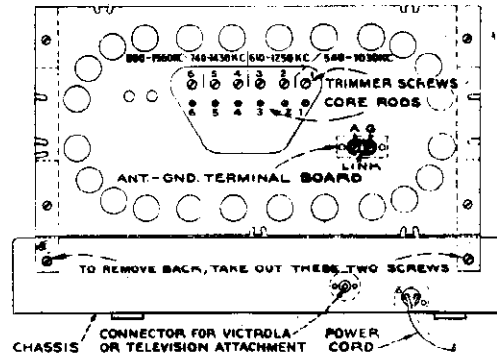 740-1430KC 610-1250KC 540-1030KC
6 5 4 3 2 1
TRIMMER SCREWS
CORE RODS
6 5 4 3 2 1
A G
LINK
ANT.-GND. TERMINAL BOARD
TO REMOVE BACK, TAKE OUT THESE TWO SCREWS
CHASSIS
CONNECTOR FOR VICTROLA
OR TELEVISION ATTACHMENT
POWER
CORD